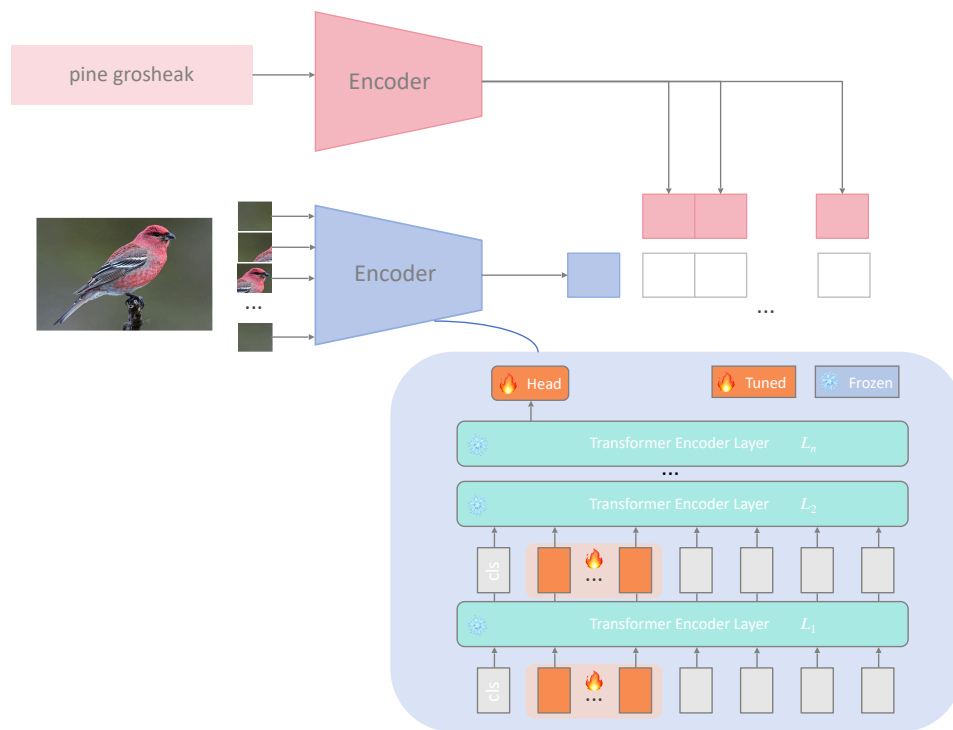 pine grosheak
Encoder
Encoder
...
...
Head
Tuned
Frozen
Transformer Encoder Layer L_n
...
Transformer Encoder Layer L_2
cls
...
Transformer Encoder Layer L_1
cls
...